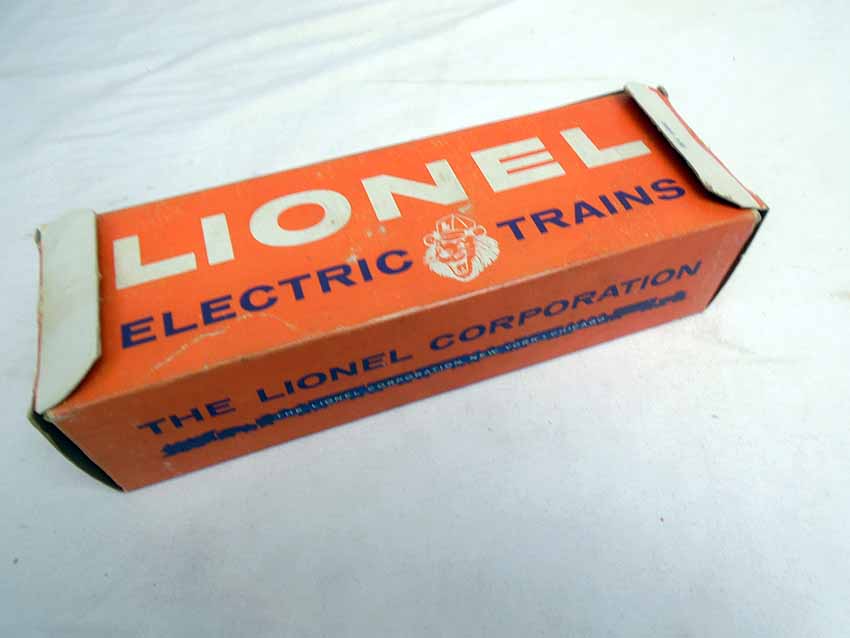 LIONEL
ELECTRIC TRAINS
THE LIONEL CORPORATION
THE LIONEL CORPORATION NEW YORK • CHICAGO